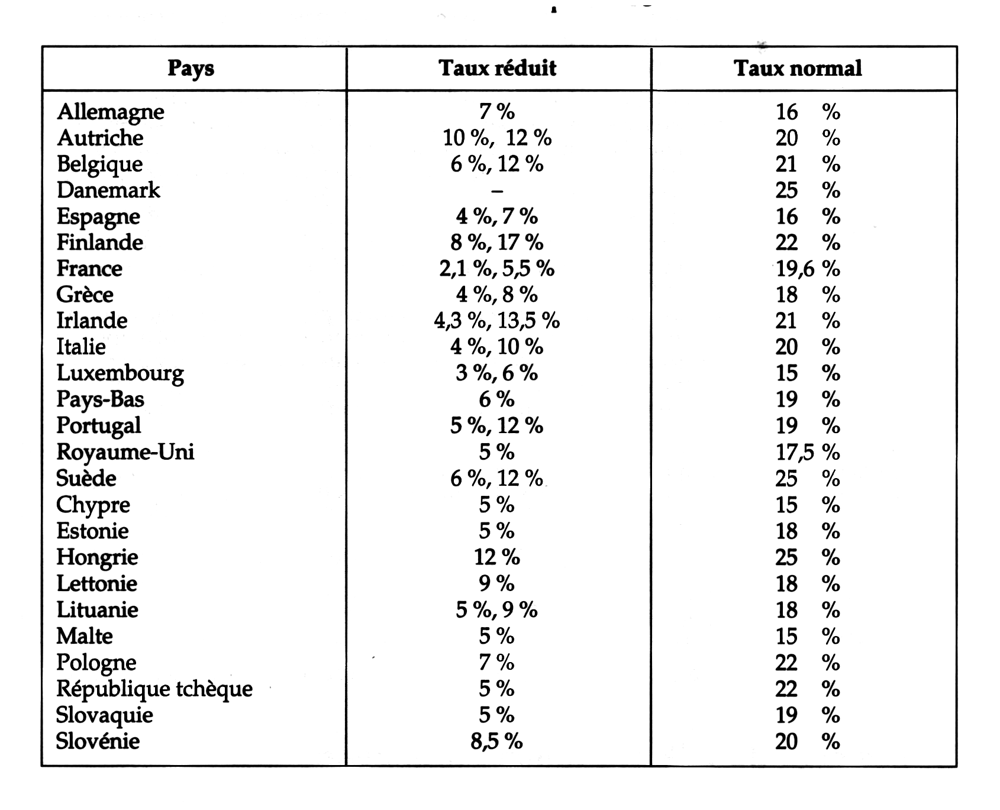 Pays Taux réduit Taux normal
Allemagne 7 % 16 %
Autriche 10 %, 12 % 20 %
Belgique 6 %, 12 % 21 %
Danemark – 25 %
Espagne 4 %, 7 % 16 %
Finlande 8 %, 17 % 22 %
France 2,1 %, 5,5 % 19,6 %
Grèce 4 %, 8 % 18 %
Irlande 4,3 %, 13,5 % 21 %
Italie 4 %, 10 % 20 %
Luxembourg 3 %, 6 % 15 %
Pays-Bas 6 % 19 %
Portugal 5 %, 12 % 19 %
Royaume-Uni 5 % 17,5 %
Suède 6 %, 12 % 25 %
Chypre 5 % 15 %
Estonie 5 % 18 %
Hongrie 12 % 25 %
Lettonie 9 % 18 %
Lituanie 5 %, 9 % 18 %
Malte 5 % 15 %
Pologne 7 % 22 %
République tchèque 5 % 22 %
Slovaquie 5 % 19 %
Slovénie 8,5 % 20 %